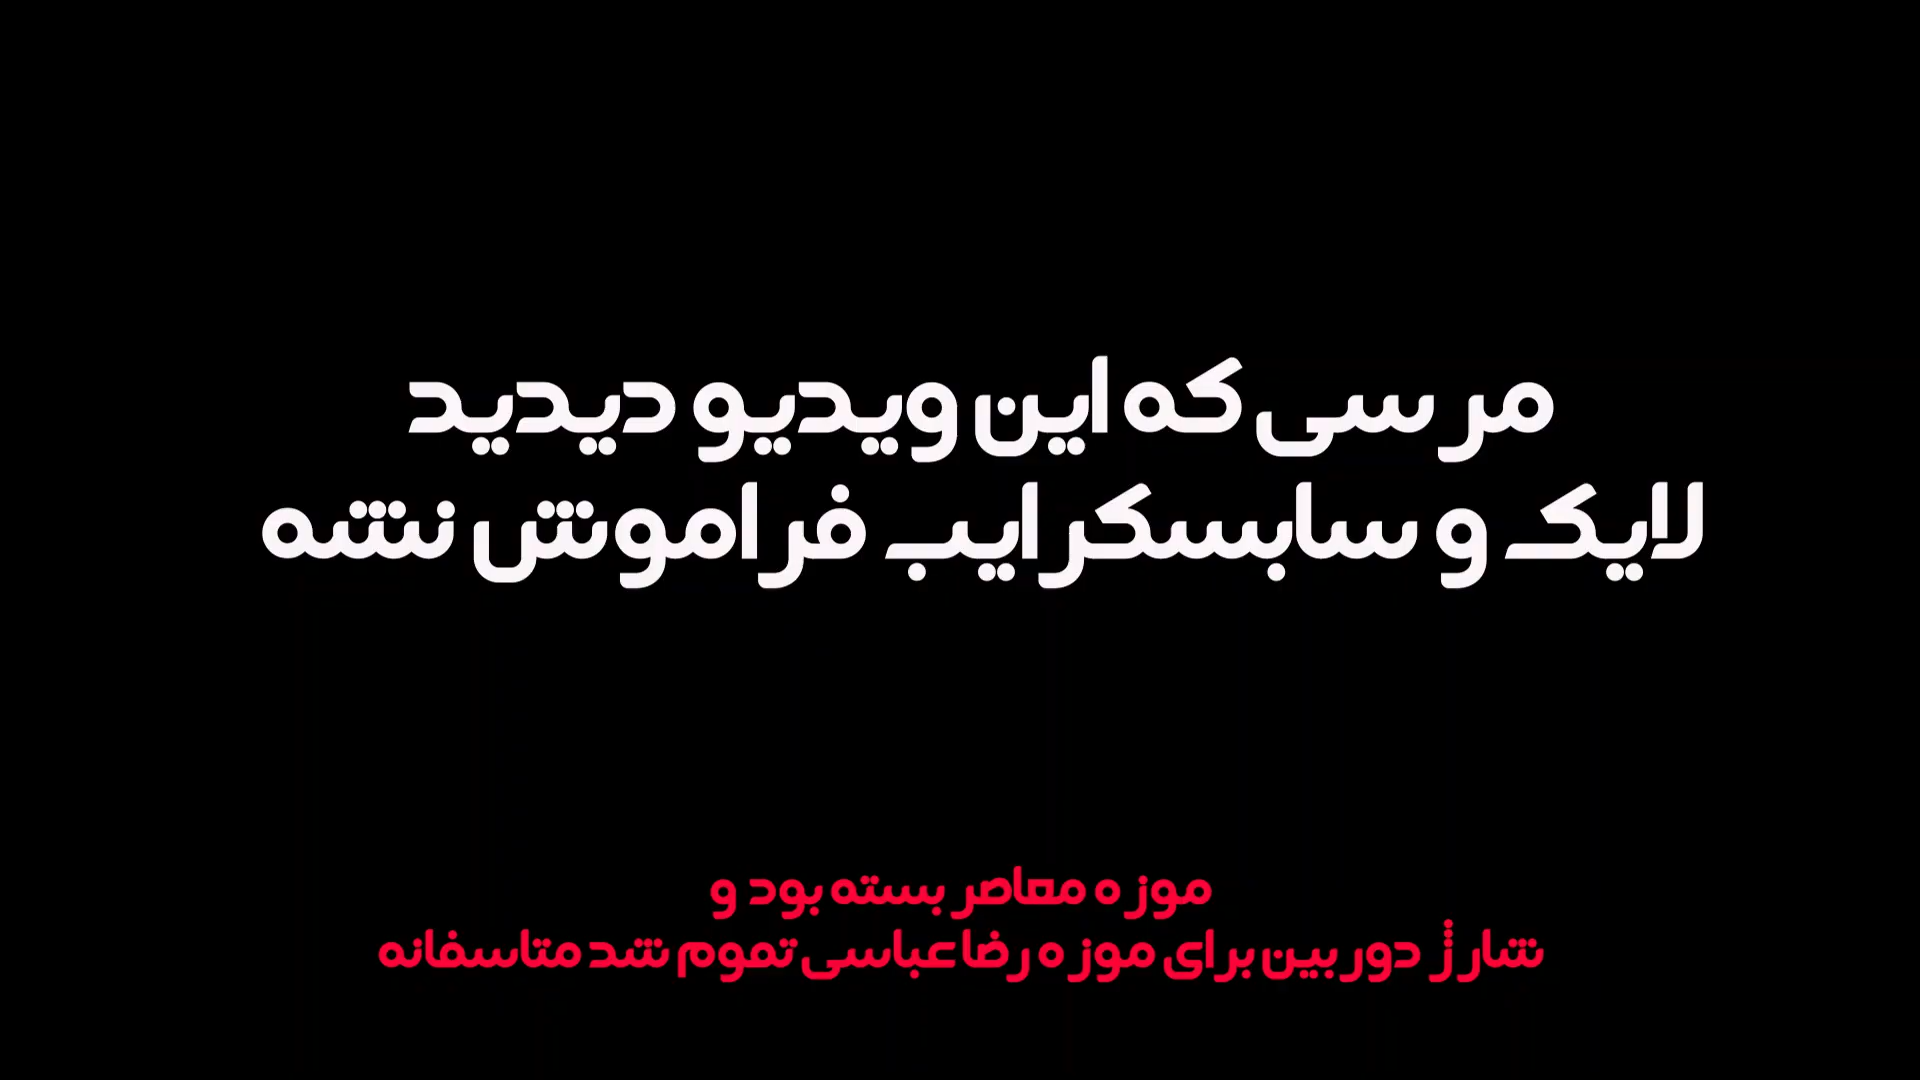 مرسی که این ویدیو دیدید
لایک و سابسکرایب فراموش نشه
موزه معاصر بسته بود و
شارژ دوربین برای موزه رضا عباسی تموم شد متاسفانه